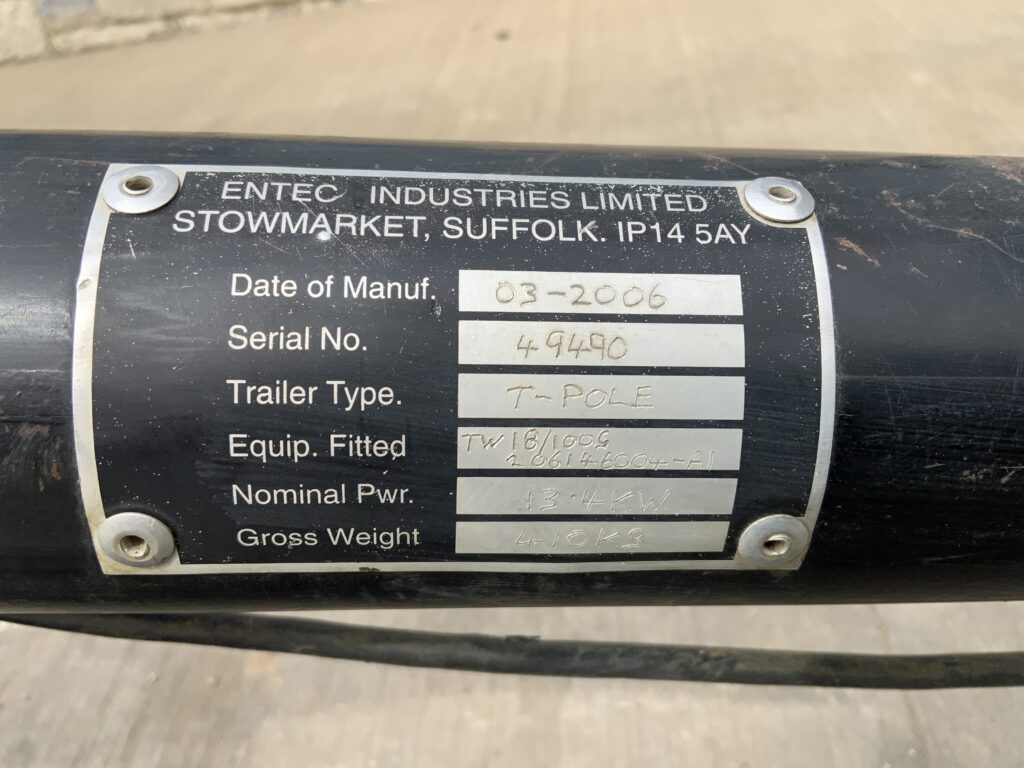 ENTEC INDUSTRIES LIMITED
STOWMARKET, SUFFOLK. IP14 5AY
Date of Manuf. 03-2006
Serial No. 49490
Trailer Type. T-POLE
Equip. Fitted TW18/100S
206146004-A1
Nominal Pwr. 13.4KW
Gross Weight 410KG